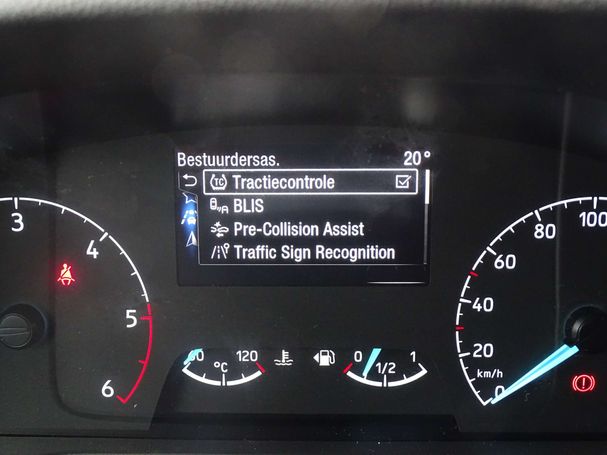 Bestuurdersas. 20°
TC Tractiecontrole
BLIS
Pre-Collision Assist
Traffic Sign Recognition
3
4
5
6
120
°C
0 1/2 1
0
20
40
60
80
100
km/h